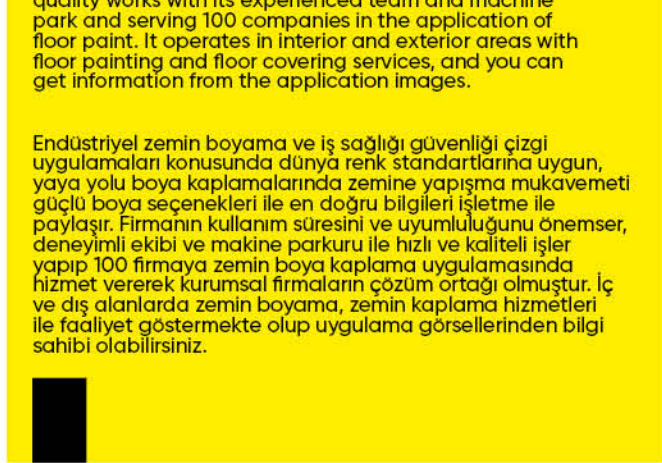 quality works with its experienced team and machine
park and serving 100 companies in the application of
floor paint. It operates in interior and exterior areas with
floor painting and floor covering services, and you can
get information from the application images.
Endüstriyel zemin boyama ve iş sağlığı güvenliği çizgi
uygulamaları konusunda dünya renk standartlarına uygun,
yaya yolu boya kaplamalarında zemine yapışma mukavemeti
güçlü boya seçenekleri ile en doğru bilgileri işletme ile
paylaşır. Firmanın kullanım süresini ve uyumluluğunu önemser,
deneyimli ekibi ve makine parkuru ile hızlı ve kaliteli işler
yapıp 100 firmaya zemin boya kaplama uygulamasında
hizmet vererek kurumsal firmaların çözüm ortağı olmuştur. İç
ve dış alanlarda zemin boyama, zemin kaplama hizmetleri
ile faaliyet göstermekte olup uygulama görsellerinden bilgi
sahibi olabilirsiniz.